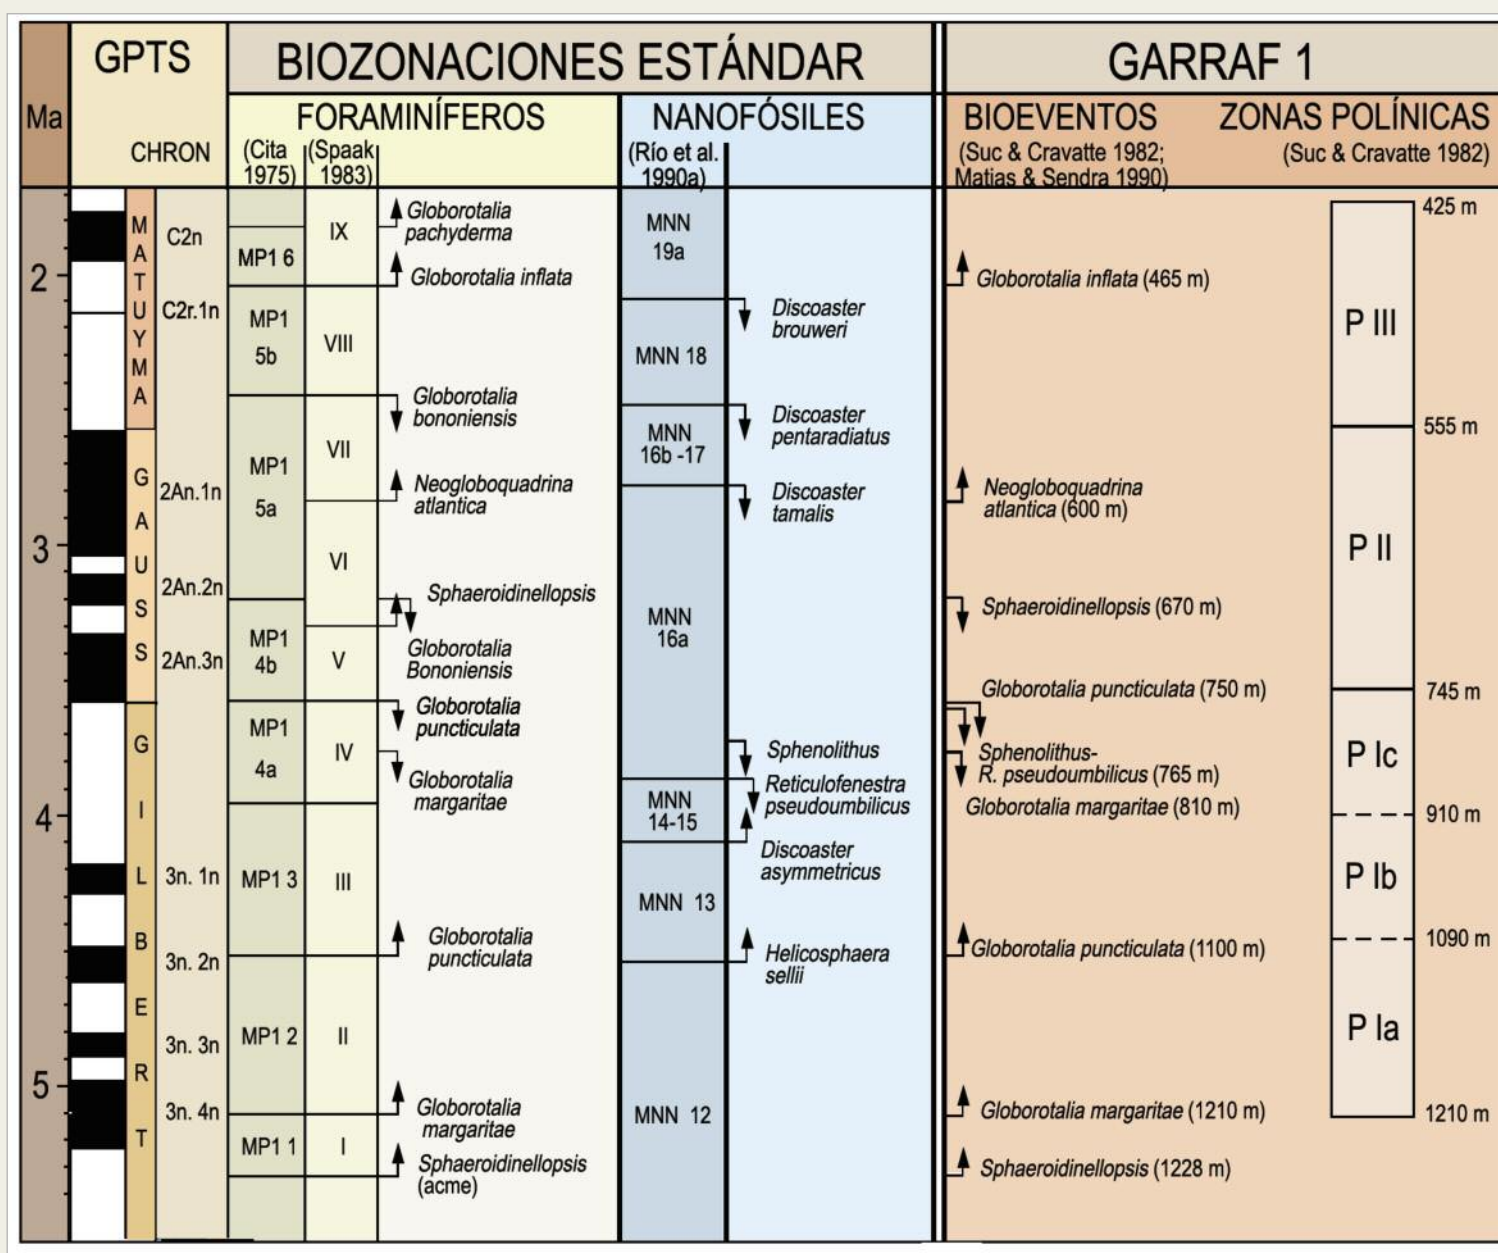 Ma
GPTS
CHRON
BIOZONACIONES ESTÁNDAR
GARRAF 1
FORAMINÍFEROS
(Cita
1975)
(Spaak
1983)
NANOFÓSILES
(Río et al.
1990a)
BIOEVENTOS
(Suc & Cravatte 1982;
Matias & Sendra 1990)
ZONAS POLÍNICAS
(Suc & Cravatte 1982)
2
3
4
5
MATUYMA
GAUSS
GILBERT
C2n
C2r.1n
2An.1n
2An.2n
2An.3n
3n. 1n
3n. 2n
3n. 3n
3n. 4n
MP1 6
MP1
5b
MP1
5a
MP1
4b
MP1
4a
MP1 3
MP1 2
MP1 1
IX
VIII
VII
VI
V
IV
III
II
I
Globorotalia
pachyderma
Globorotalia inflata
Globorotalia
bononiensis
Neogloboquadrina
atlantica
Sphaeroidinellopsis
Globorotalia
Bononiensis
Globorotalia
puncticulata
Globorotalia
margaritae
Globorotalia
puncticulata
Globorotalia
margaritae
Sphaeroidinellopsis
(acme)
MNN
19a
MNN 18
MNN
16b -17
MNN
16a
MNN
14-15
MNN 13
MNN 12
Discoaster
brouweri
Discoaster
pentaradiatus
Discoaster
tamalis
Sphenolithus
Reticulofenestra
pseudoumbilicus
Discoaster
asymmetricus
Helicosphaera
sellii
Globorotalia inflata (465 m)
Neogloboquadrina
atlantica (600 m)
Sphaeroidinellopsis (670 m)
Globorotalia puncticulata (750 m)
Sphenolithus-
R. pseudoumbilicus (765 m)
Globorotalia margaritae (810 m)
Globorotalia puncticulata (1100 m)
Globorotalia margaritae (1210 m)
Sphaeroidinellopsis (1228 m)
P III
P II
P Ic
P Ib
P Ia
425 m
555 m
745 m
910 m
1090 m
1210 m